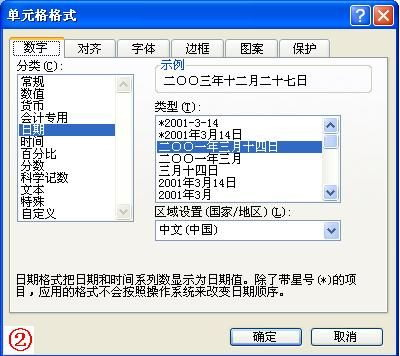 单元格格式
数字 对齐 字体 边框 图案 保护
分类(C): 示例
二〇〇三年十二月二十七日
常规
数值
货币
会计专用
日期
时间
百分比
分数
科学记数
文本
特殊
自定义
类型(T):
*2001-3-14
*2001年3月14日
二〇〇一年三月十四日
二〇〇一年三月
三月十四日
2001年3月14日
2001年3月
区域设置(国家/地区)(L):
中文(中国)
日期格式把日期和时间系列数显示为日期值。除了带星号(*)的项
目，应用的格式不会按照操作系统来改变日期顺序。
② 确定 取消